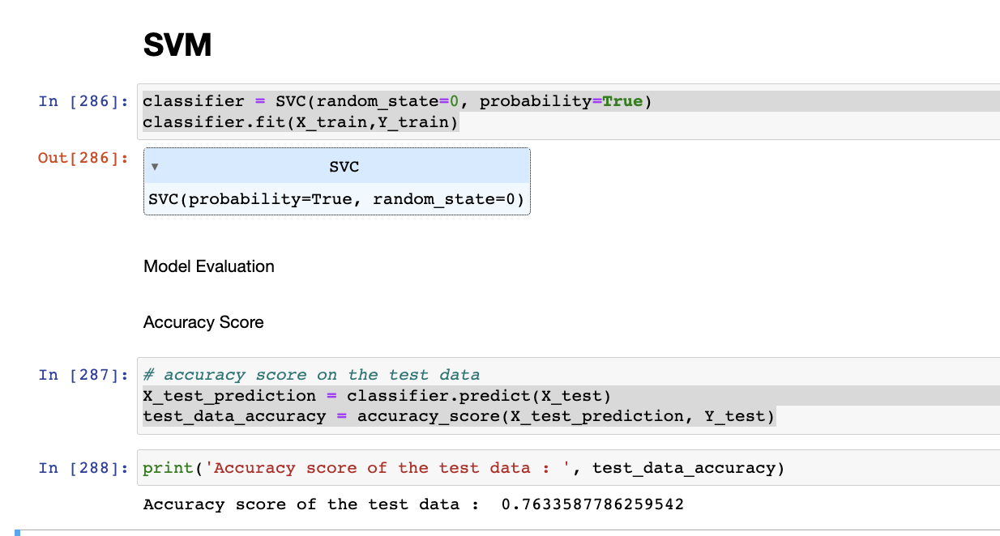 SVM
In [286]: classifier = SVC(random_state=0, probability=True)
classifier.fit(X_train,Y_train)
Out[286]: ▼ SVC
SVC(probability=True, random_state=0)
Model Evaluation
Accuracy Score
In [287]: # accuracy score on the test data
X_test_prediction = classifier.predict(X_test)
test_data_accuracy = accuracy_score(X_test_prediction, Y_test)
In [288]: print('Accuracy score of the test data : ', test_data_accuracy)
Accuracy score of the test data :  0.7633587786259542